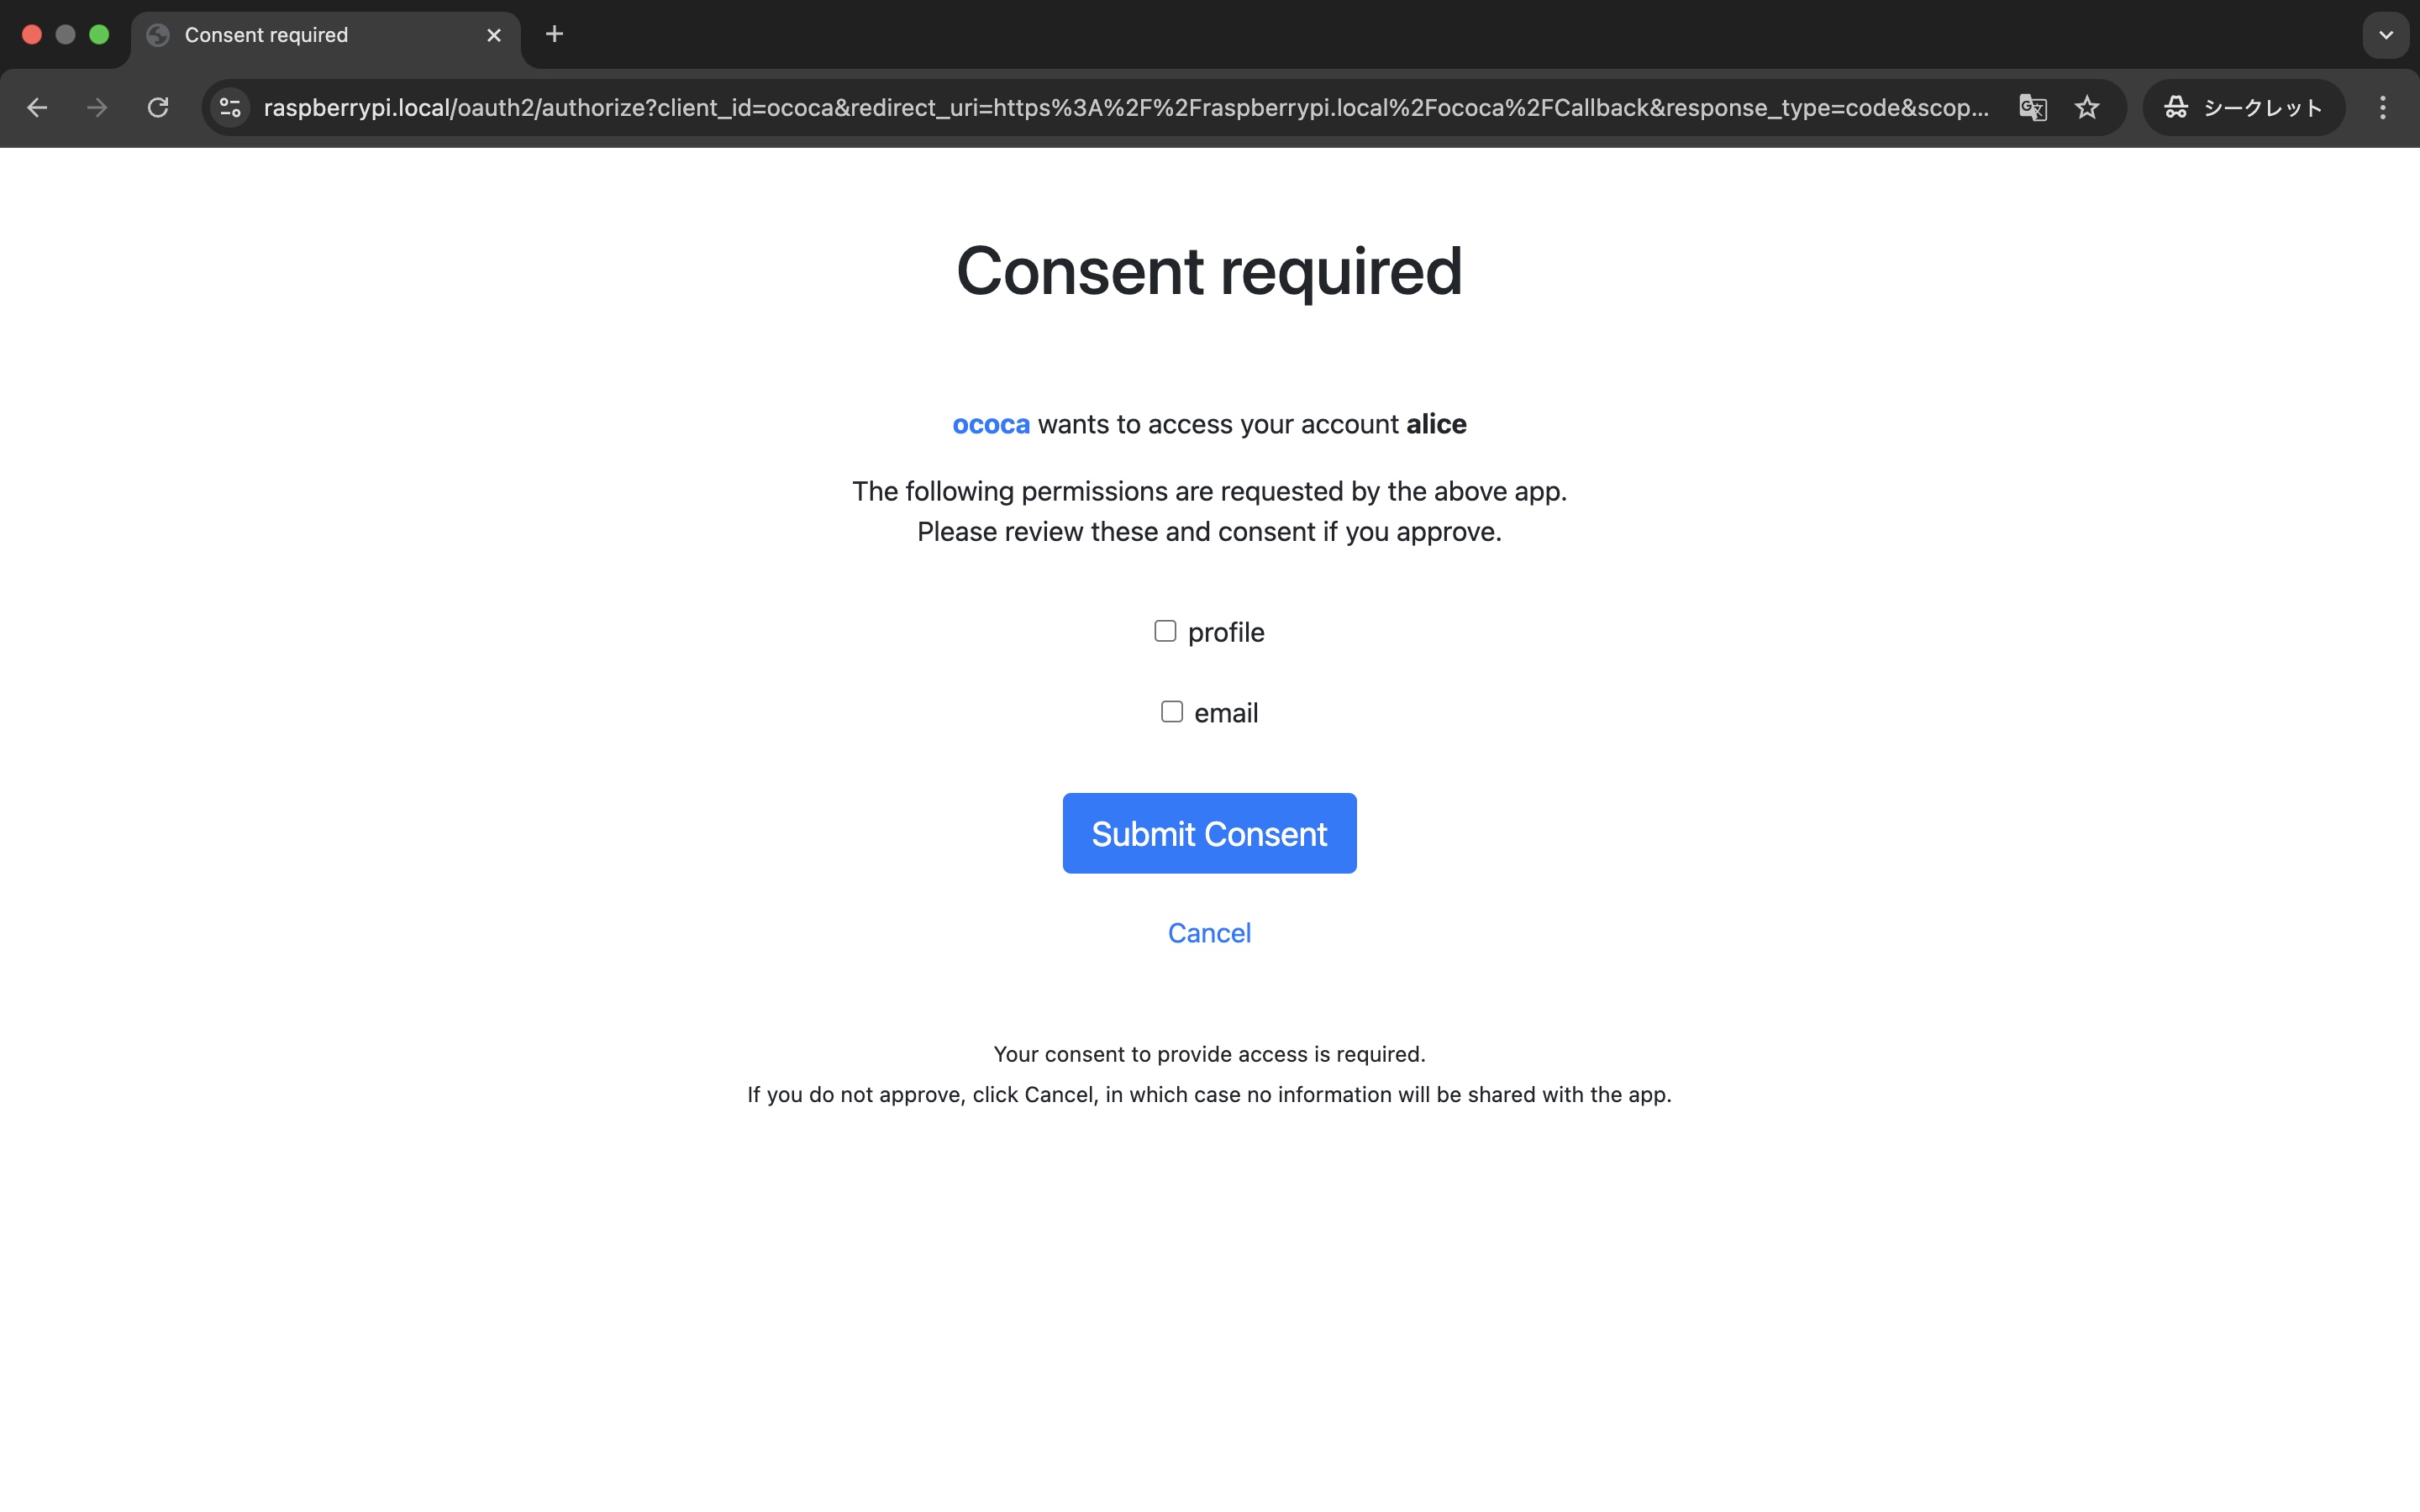 Consent required
raspberrypi.local/oauth2/authorize?client_id=ococa&redirect_uri=https%3A%2F%2Fraspberrypi.local%2Fococa%2FCallback&response_type=code&scop...
シークレット
Consent required
ococa wants to access your account alice
The following permissions are requested by the above app.
Please review these and consent if you approve.
profile
email
Submit Consent
Cancel
Your consent to provide access is required.
If you do not approve, click Cancel, in which case no information will be shared with the app.